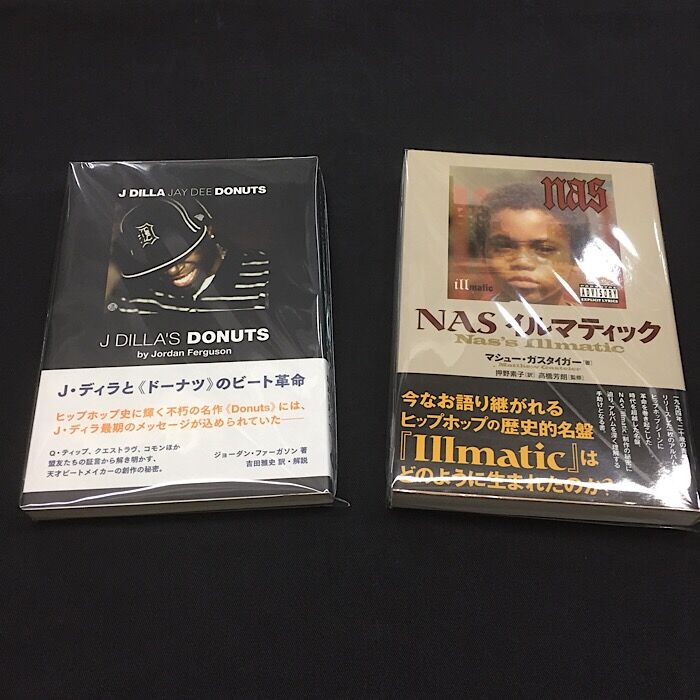 J DILLA JAY DEE DONUTS
J DILLA'S DONUTS
by Jordan Ferguson
J・ディラと《ドーナツ》のビート革命
ヒップホップ史に輝く不朽の名作《Donuts》には、
J・ディラ最期のメッセージが込められていた——
Q・ティップ、クエストラヴ、コモンほか
盟友たちの証言から解き明かす、
天才ビートメイカーの創作の秘密。
ジョーダン・ファーガソン 著
吉田雅史 訳・解説
nas
illmatic
PARENTAL
ADVISORY
EXPLICIT LYRICS
NAS イルマティック
Nas's Illmatic
マシュー・ガスタイガー[著]
Matthew Gasteier
押野素子[訳] 高橋芳朗[監修]
今なお語り継がれる
ヒップホップの歴史的名盤
『Illmatic』は
どのように生まれたのか?